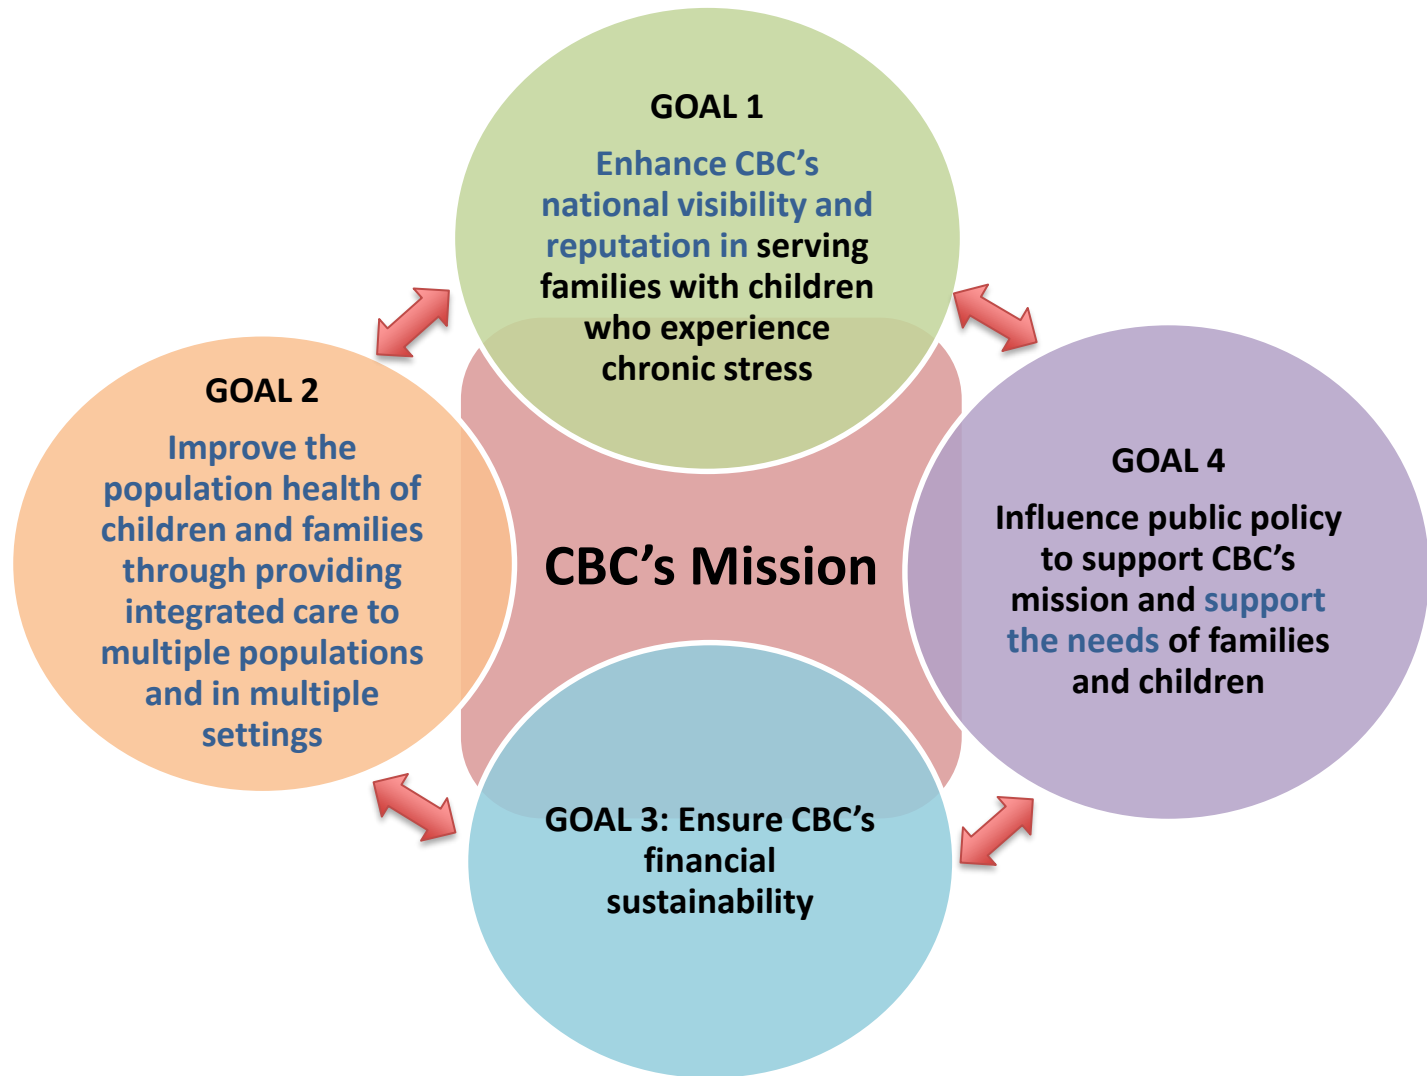 GOAL 1
Enhance CBC’s
national visibility and
reputation in serving
families with children
who experience
chronic stress
GOAL 2
Improve the
population health of
children and families
through providing
integrated care to
multiple populations
and in multiple
settings
CBC’s Mission
GOAL 4
Influence public policy
to support CBC’s
mission and support
the needs of families
and children
GOAL 3: Ensure CBC’s
financial
sustainability